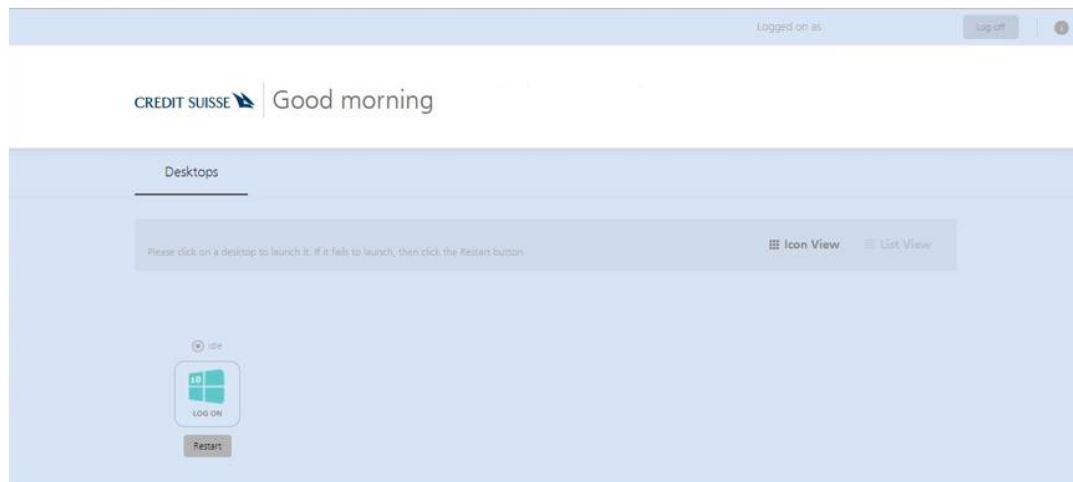 Logged on as
Log off
CREDIT SUISSE
Good morning
Desktops
Please click on a desktop to launch it. If it fails to launch, then click the Restart button
Icon View
List View
idle
10
LOG ON
Restart